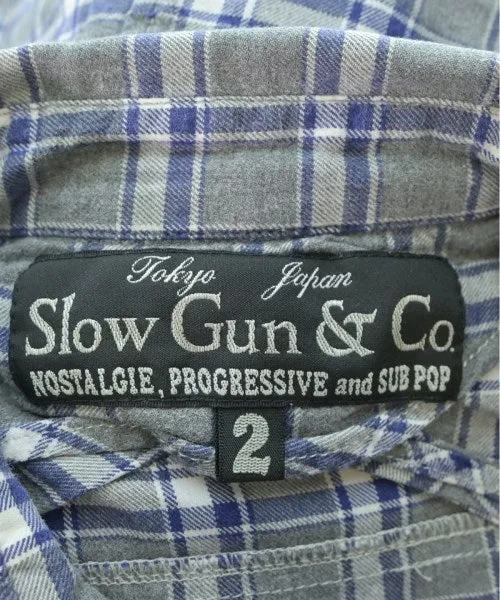 Tokyo Japan
Slow Gun & Co.
NOSTALGIE, PROGRESSIVE and SUB POP
2